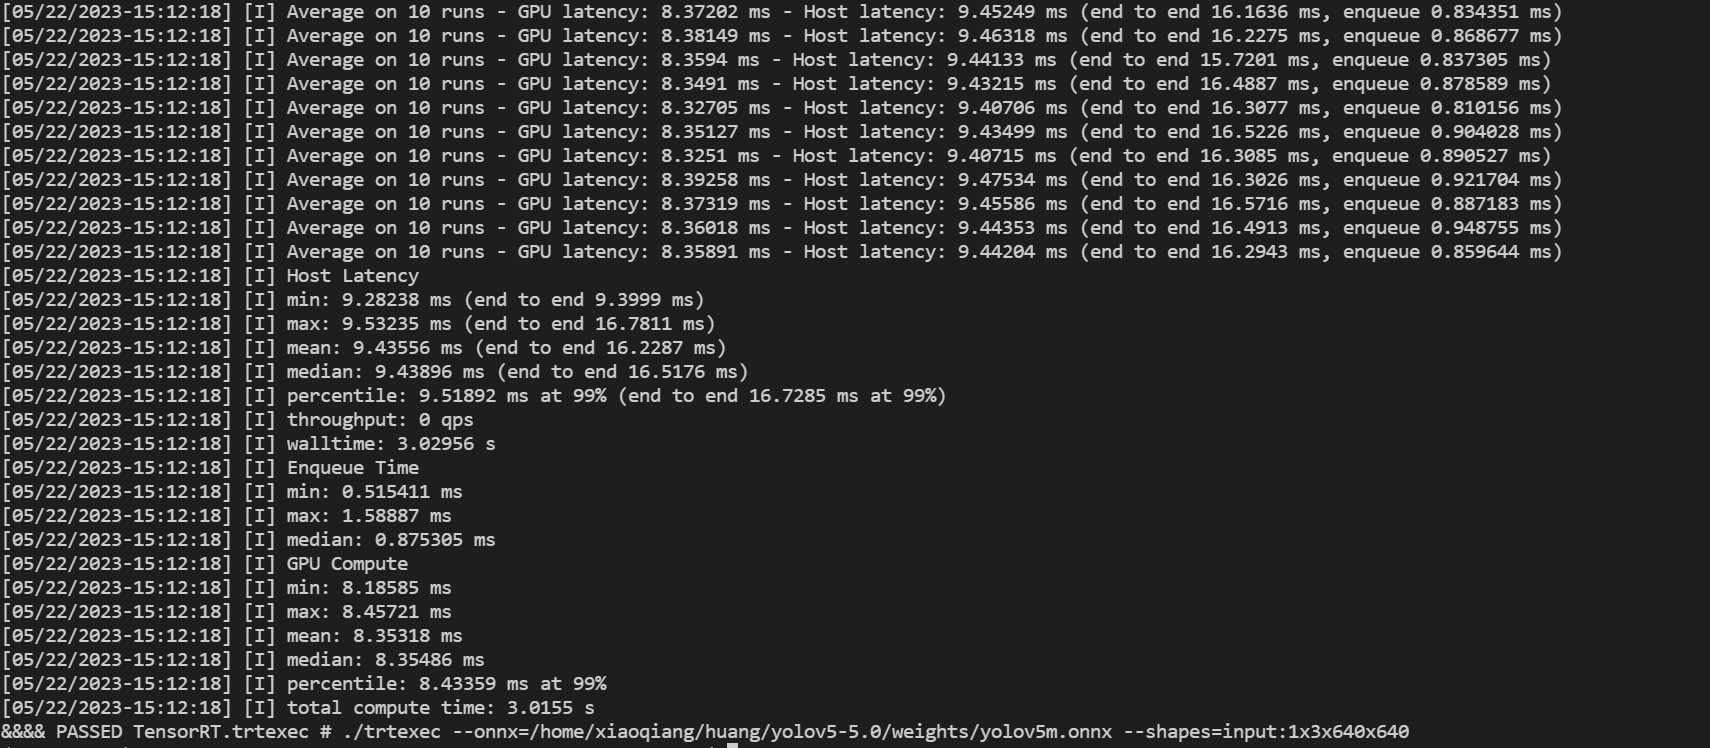 [05/22/2023-15:12:18] [I] Average on 10 runs - GPU latency: 8.37202 ms - Host latency: 9.45249 ms (end to end 16.1636 ms, enqueue 0.834351 ms)
[05/22/2023-15:12:18] [I] Average on 10 runs - GPU latency: 8.38149 ms - Host latency: 9.46318 ms (end to end 16.2275 ms, enqueue 0.868677 ms)
[05/22/2023-15:12:18] [I] Average on 10 runs - GPU latency: 8.3594 ms - Host latency: 9.44133 ms (end to end 15.7201 ms, enqueue 0.837305 ms)
[05/22/2023-15:12:18] [I] Average on 10 runs - GPU latency: 8.3491 ms - Host latency: 9.43215 ms (end to end 16.4887 ms, enqueue 0.878589 ms)
[05/22/2023-15:12:18] [I] Average on 10 runs - GPU latency: 8.32705 ms - Host latency: 9.40706 ms (end to end 16.3077 ms, enqueue 0.810156 ms)
[05/22/2023-15:12:18] [I] Average on 10 runs - GPU latency: 8.35127 ms - Host latency: 9.43499 ms (end to end 16.5226 ms, enqueue 0.904028 ms)
[05/22/2023-15:12:18] [I] Average on 10 runs - GPU latency: 8.3251 ms - Host latency: 9.40715 ms (end to end 16.3085 ms, enqueue 0.890527 ms)
[05/22/2023-15:12:18] [I] Average on 10 runs - GPU latency: 8.39258 ms - Host latency: 9.47534 ms (end to end 16.3026 ms, enqueue 0.921704 ms)
[05/22/2023-15:12:18] [I] Average on 10 runs - GPU latency: 8.37319 ms - Host latency: 9.45586 ms (end to end 16.5716 ms, enqueue 0.887183 ms)
[05/22/2023-15:12:18] [I] Average on 10 runs - GPU latency: 8.36018 ms - Host latency: 9.44353 ms (end to end 16.4913 ms, enqueue 0.948755 ms)
[05/22/2023-15:12:18] [I] Average on 10 runs - GPU latency: 8.35891 ms - Host latency: 9.44204 ms (end to end 16.2943 ms, enqueue 0.859644 ms)
[05/22/2023-15:12:18] [I] Host Latency
[05/22/2023-15:12:18] [I] min: 9.28238 ms (end to end 9.3999 ms)
[05/22/2023-15:12:18] [I] max: 9.53235 ms (end to end 16.7811 ms)
[05/22/2023-15:12:18] [I] mean: 9.43556 ms (end to end 16.2287 ms)
[05/22/2023-15:12:18] [I] median: 9.43896 ms (end to end 16.5176 ms)
[05/22/2023-15:12:18] [I] percentile: 9.51892 ms at 99% (end to end 16.7285 ms at 99%)
[05/22/2023-15:12:18] [I] throughput: 0 qps
[05/22/2023-15:12:18] [I] walltime: 3.02956 s
[05/22/2023-15:12:18] [I] Enqueue Time
[05/22/2023-15:12:18] [I] min: 0.515411 ms
[05/22/2023-15:12:18] [I] max: 1.58887 ms
[05/22/2023-15:12:18] [I] median: 0.875305 ms
[05/22/2023-15:12:18] [I] GPU Compute
[05/22/2023-15:12:18] [I] min: 8.18585 ms
[05/22/2023-15:12:18] [I] max: 8.45721 ms
[05/22/2023-15:12:18] [I] mean: 8.35318 ms
[05/22/2023-15:12:18] [I] median: 8.35486 ms
[05/22/2023-15:12:18] [I] percentile: 8.43359 ms at 99%
[05/22/2023-15:12:18] [I] total compute time: 3.0155 s
&&&& PASSED TensorRT.trtexec # ./trtexec --onnx=/home/xiaoqiang/huang/yolov5-5.0/weights/yolov5m.onnx --shapes=input:1x3x640x640